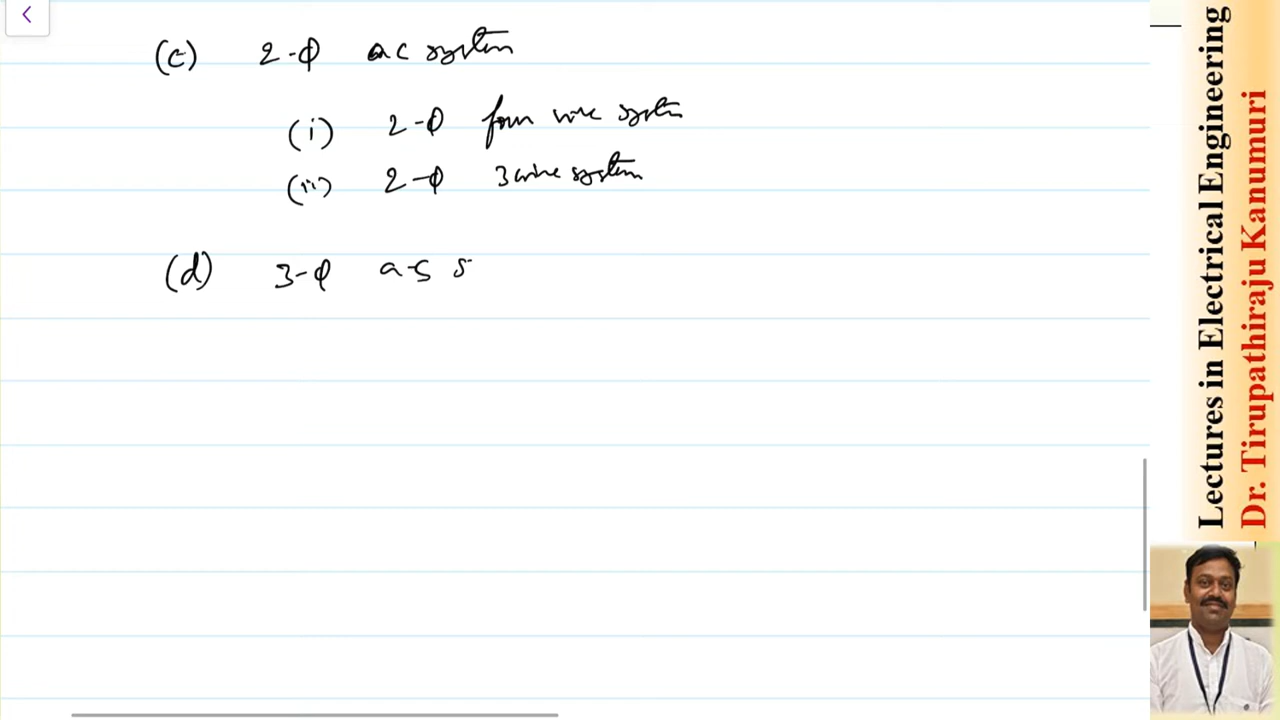 (c) 2-Φ ac system
(i) 2-Φ four wire system
(ii) 2-Φ 3 wire system
(d) 3-Φ a-c s
Lectures in Electrical Engineering
Dr. Tirupathiraju Kanumuri